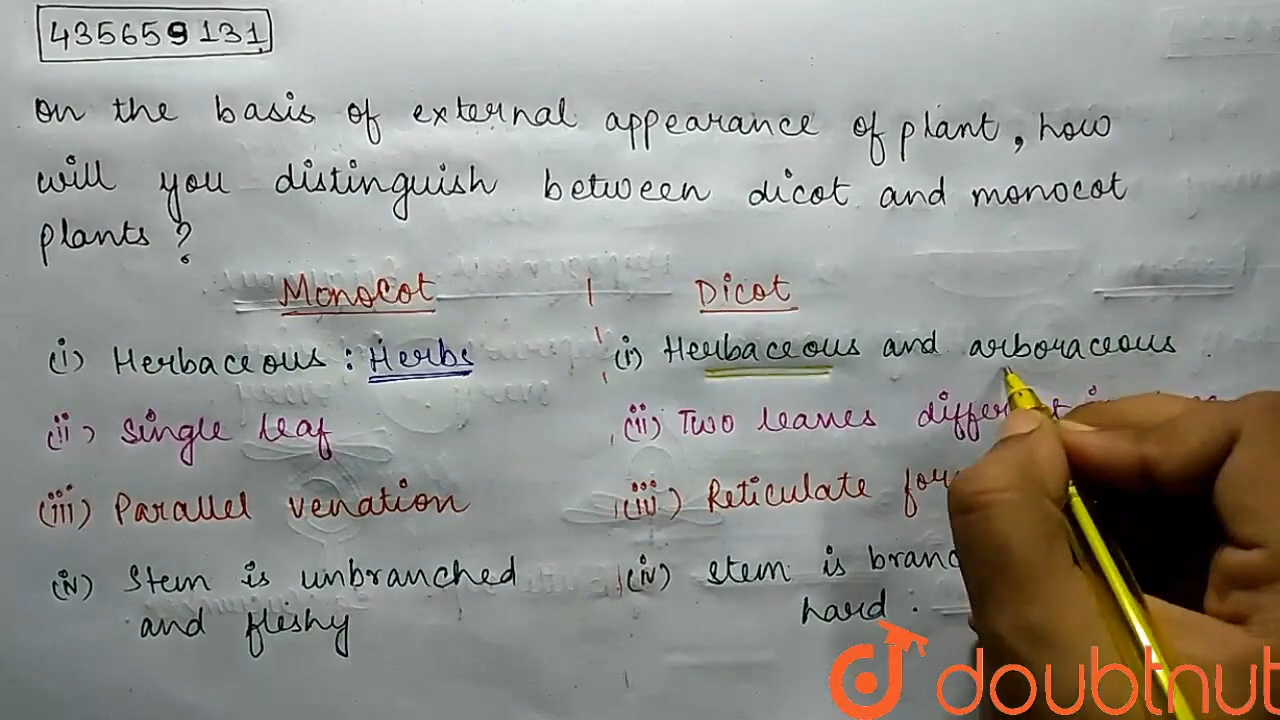 435659131
On the basis of external appearance of plant, how
will you distinguish between dicot and monocot
plants?
Monocot | Dicot
(i) Herbaceous : Herbs
(i) Herbaceous and arboraceous.
(ii) Single leaf
(ii) Two leaves
(iii) Parallel venation
(iii) Reticulate
(iv) Stem is unbranched
and fleshy
(iv) Stem is
hard.
doubtnut